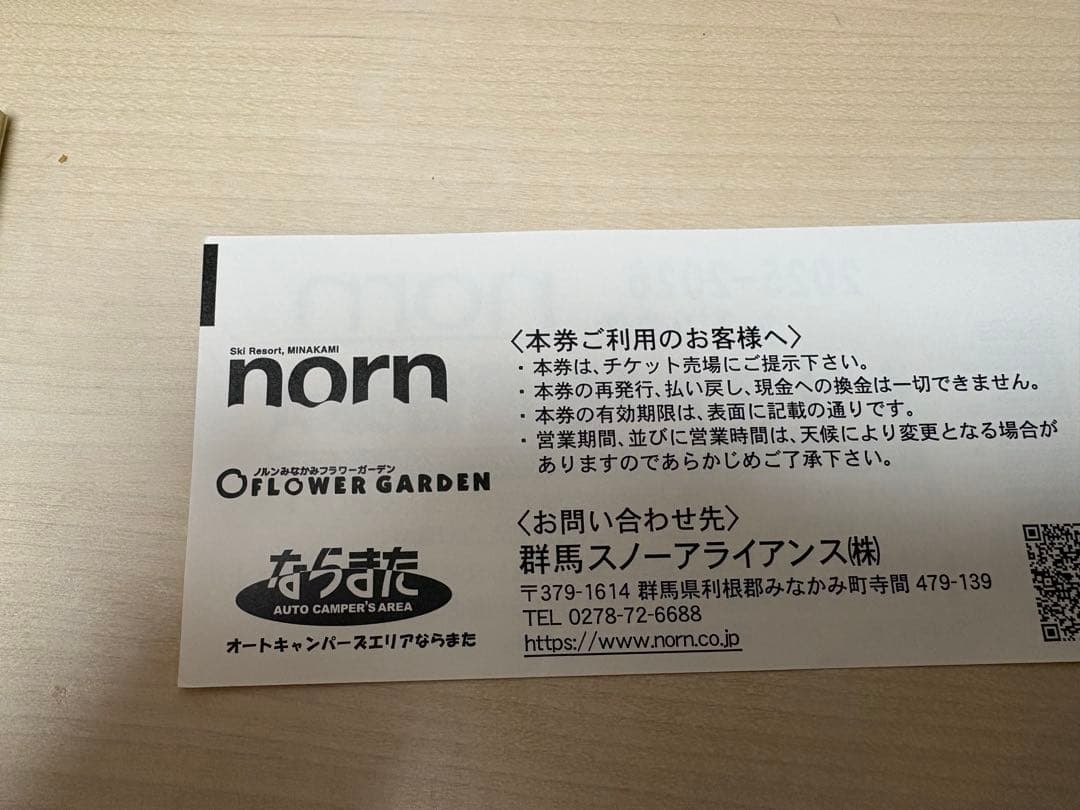 Ski Resort, MINAKAMI
norn
ノルンみなかみフラワーガーデン
FLOWER GARDEN
ならまた
AUTO CAMPER'S AREA
オートキャンパーズエリアならまた
〈本券ご利用のお客様へ〉
・本券は、チケット売場にご提示下さい。
・本券の再発行、払い戻し、現金への換金は一切できません。
・本券の有効期限は、表面に記載の通りです。
・営業期間、並びに営業時間は、天候により変更となる場合が
ありますのであらかじめご了承下さい。
〈お問い合わせ先〉
群馬スノーアライアンス㈱
〒379-1614 群馬県利根郡みなかみ町寺間 479-139
TEL 0278-72-6688
https://www.norn.co.jp